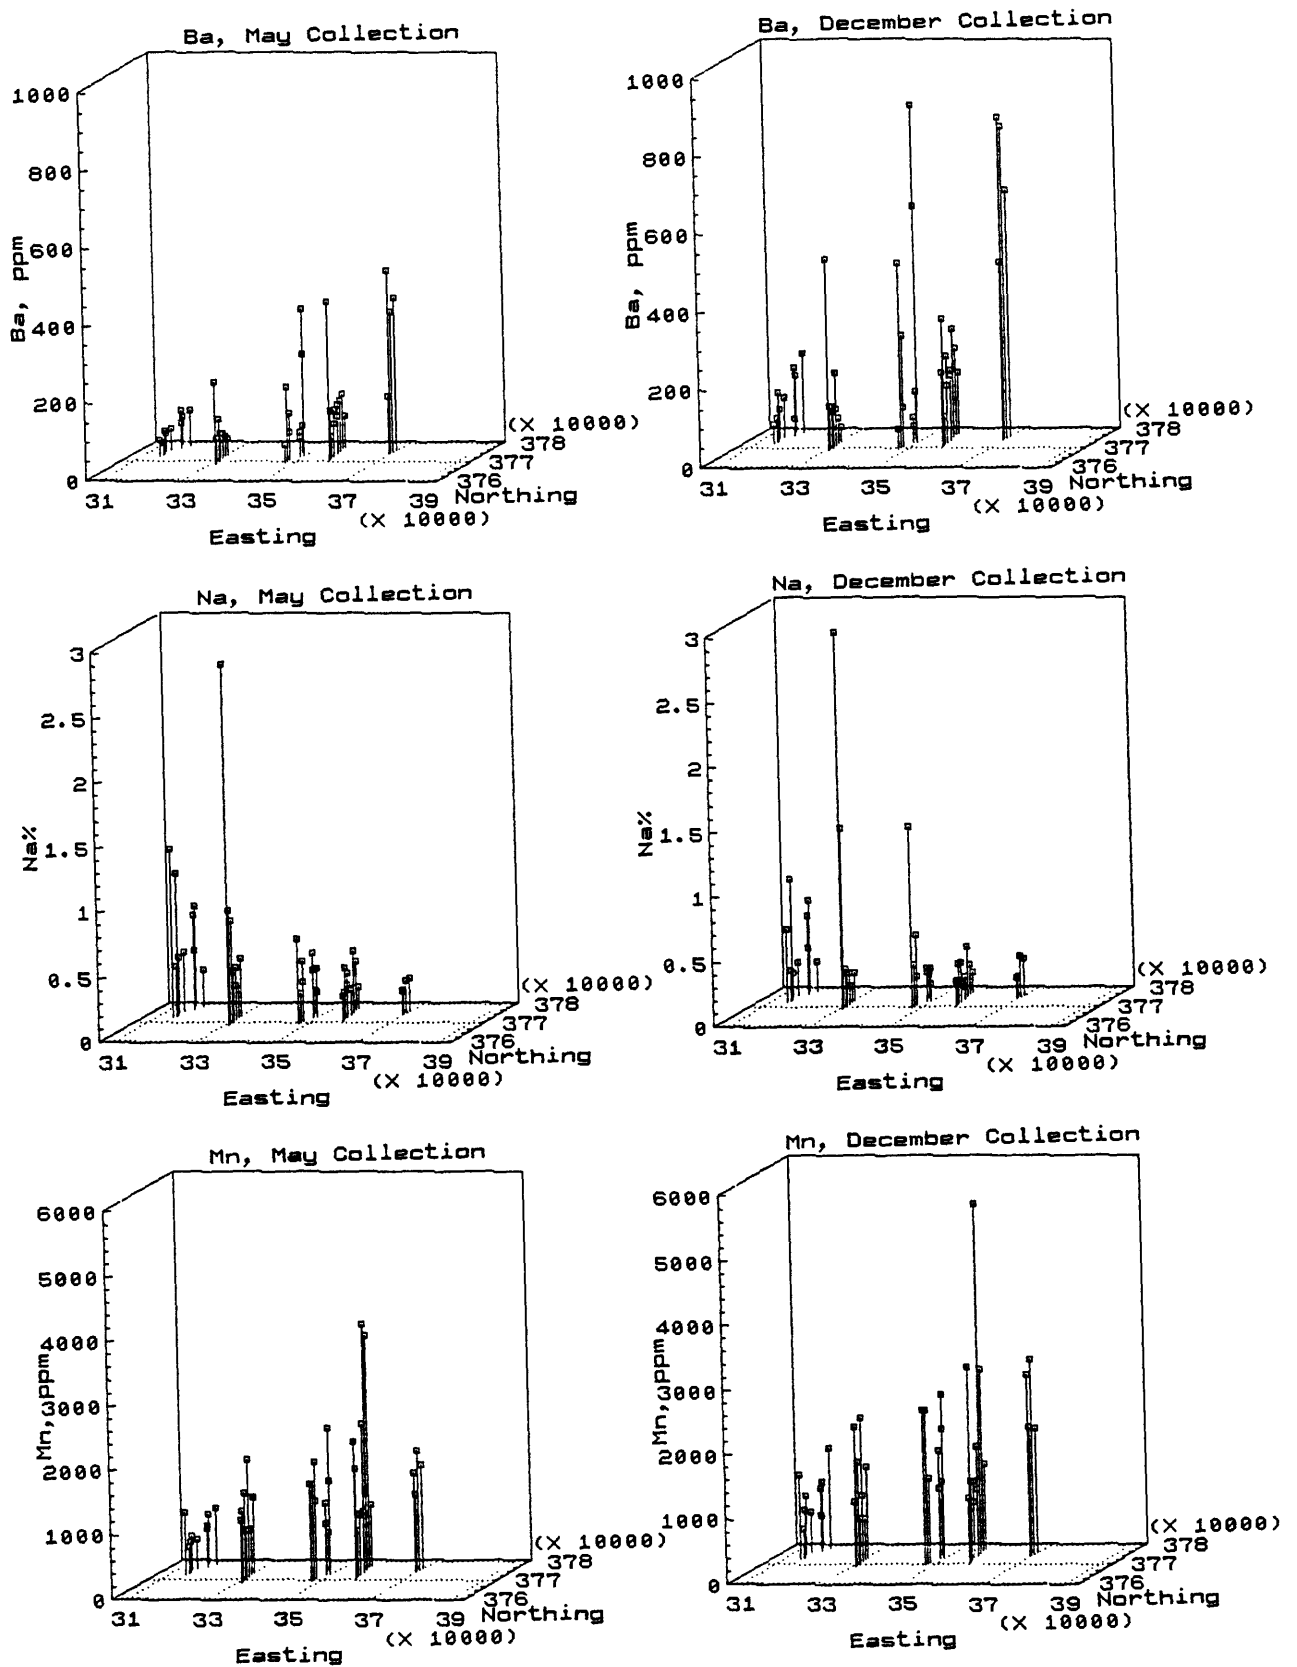 Ba, May Collection
1000
800
600
400
200
0
Ba, ppm
31 33 35 37 39
(X 10000)
Easting
376
377
378
(X 10000)
Northing
Ba, December Collection
1000
800
600
400
200
0
Ba, ppm
31 33 35 37 39
(X 10000)
Easting
376
377
378
(X 10000)
Northing
Na, May Collection
3
2.5
2
1.5
1
0.5
0
Na%
31 33 35 37 39
(X 10000)
Easting
376
377
378
(X 10000)
Northing
Na, December Collection
3
2.5
2
1.5
1
0.5
0
Na%
31 33 35 37 39
(X 10000)
Easting
376
377
378
(X 10000)
Northing
Mn, May Collection
6000
5000
4000
3000
2000
1000
0
Mn, ppm
31 33 35 37 39
(X 10000)
Easting
376
377
378
(X 10000)
Northing
Mn, December Collection
6000
5000
4000
3000
2000
1000
0
Mn, ppm
31 33 35 37 39
(X 10000)
Easting
376
377
378
(X 10000)
Northing